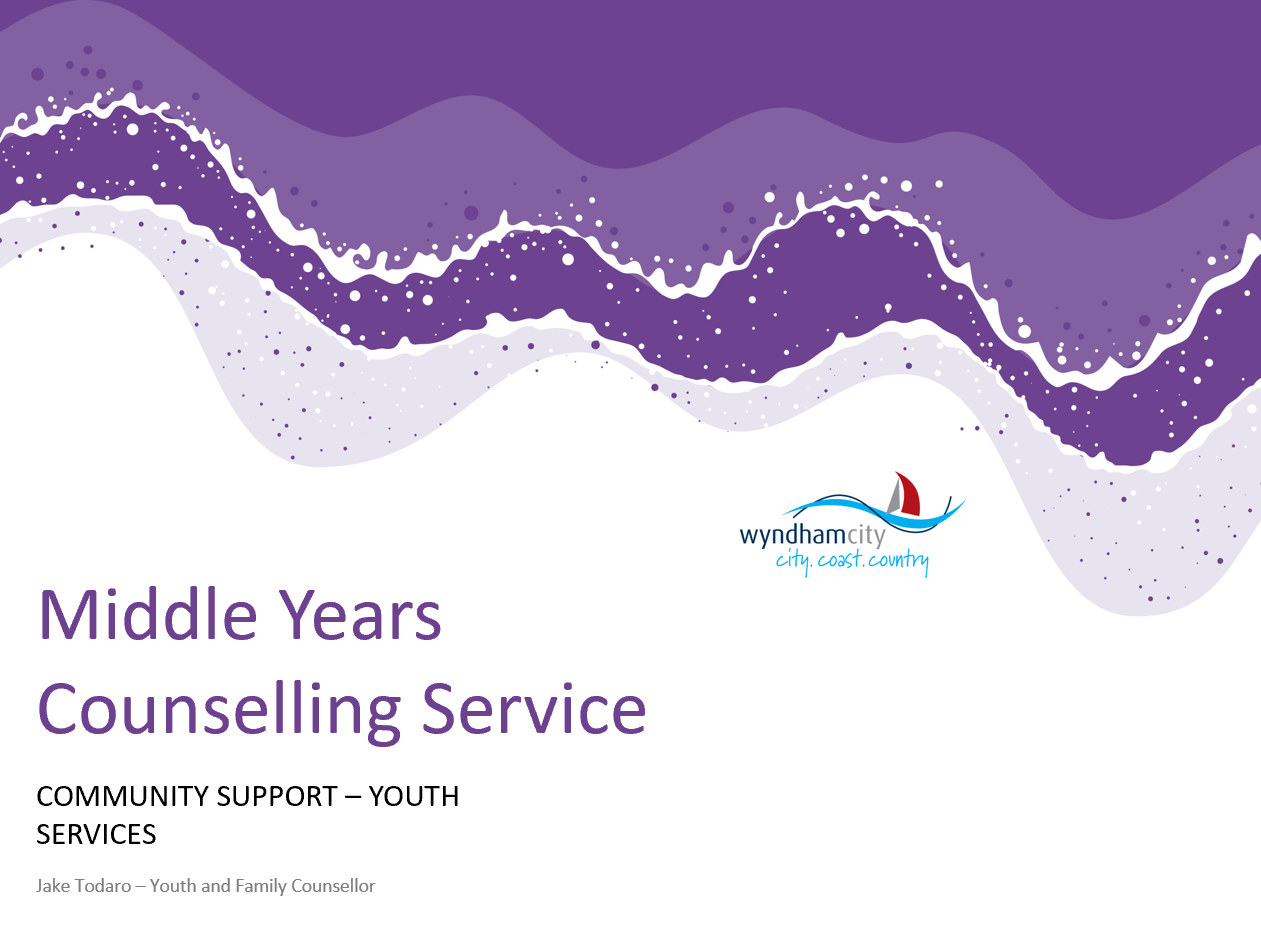 wyndhamcity
city. coast. country
Middle Years
Counselling Service
COMMUNITY SUPPORT – YOUTH
SERVICES
Jake Todaro – Youth and Family Counsellor